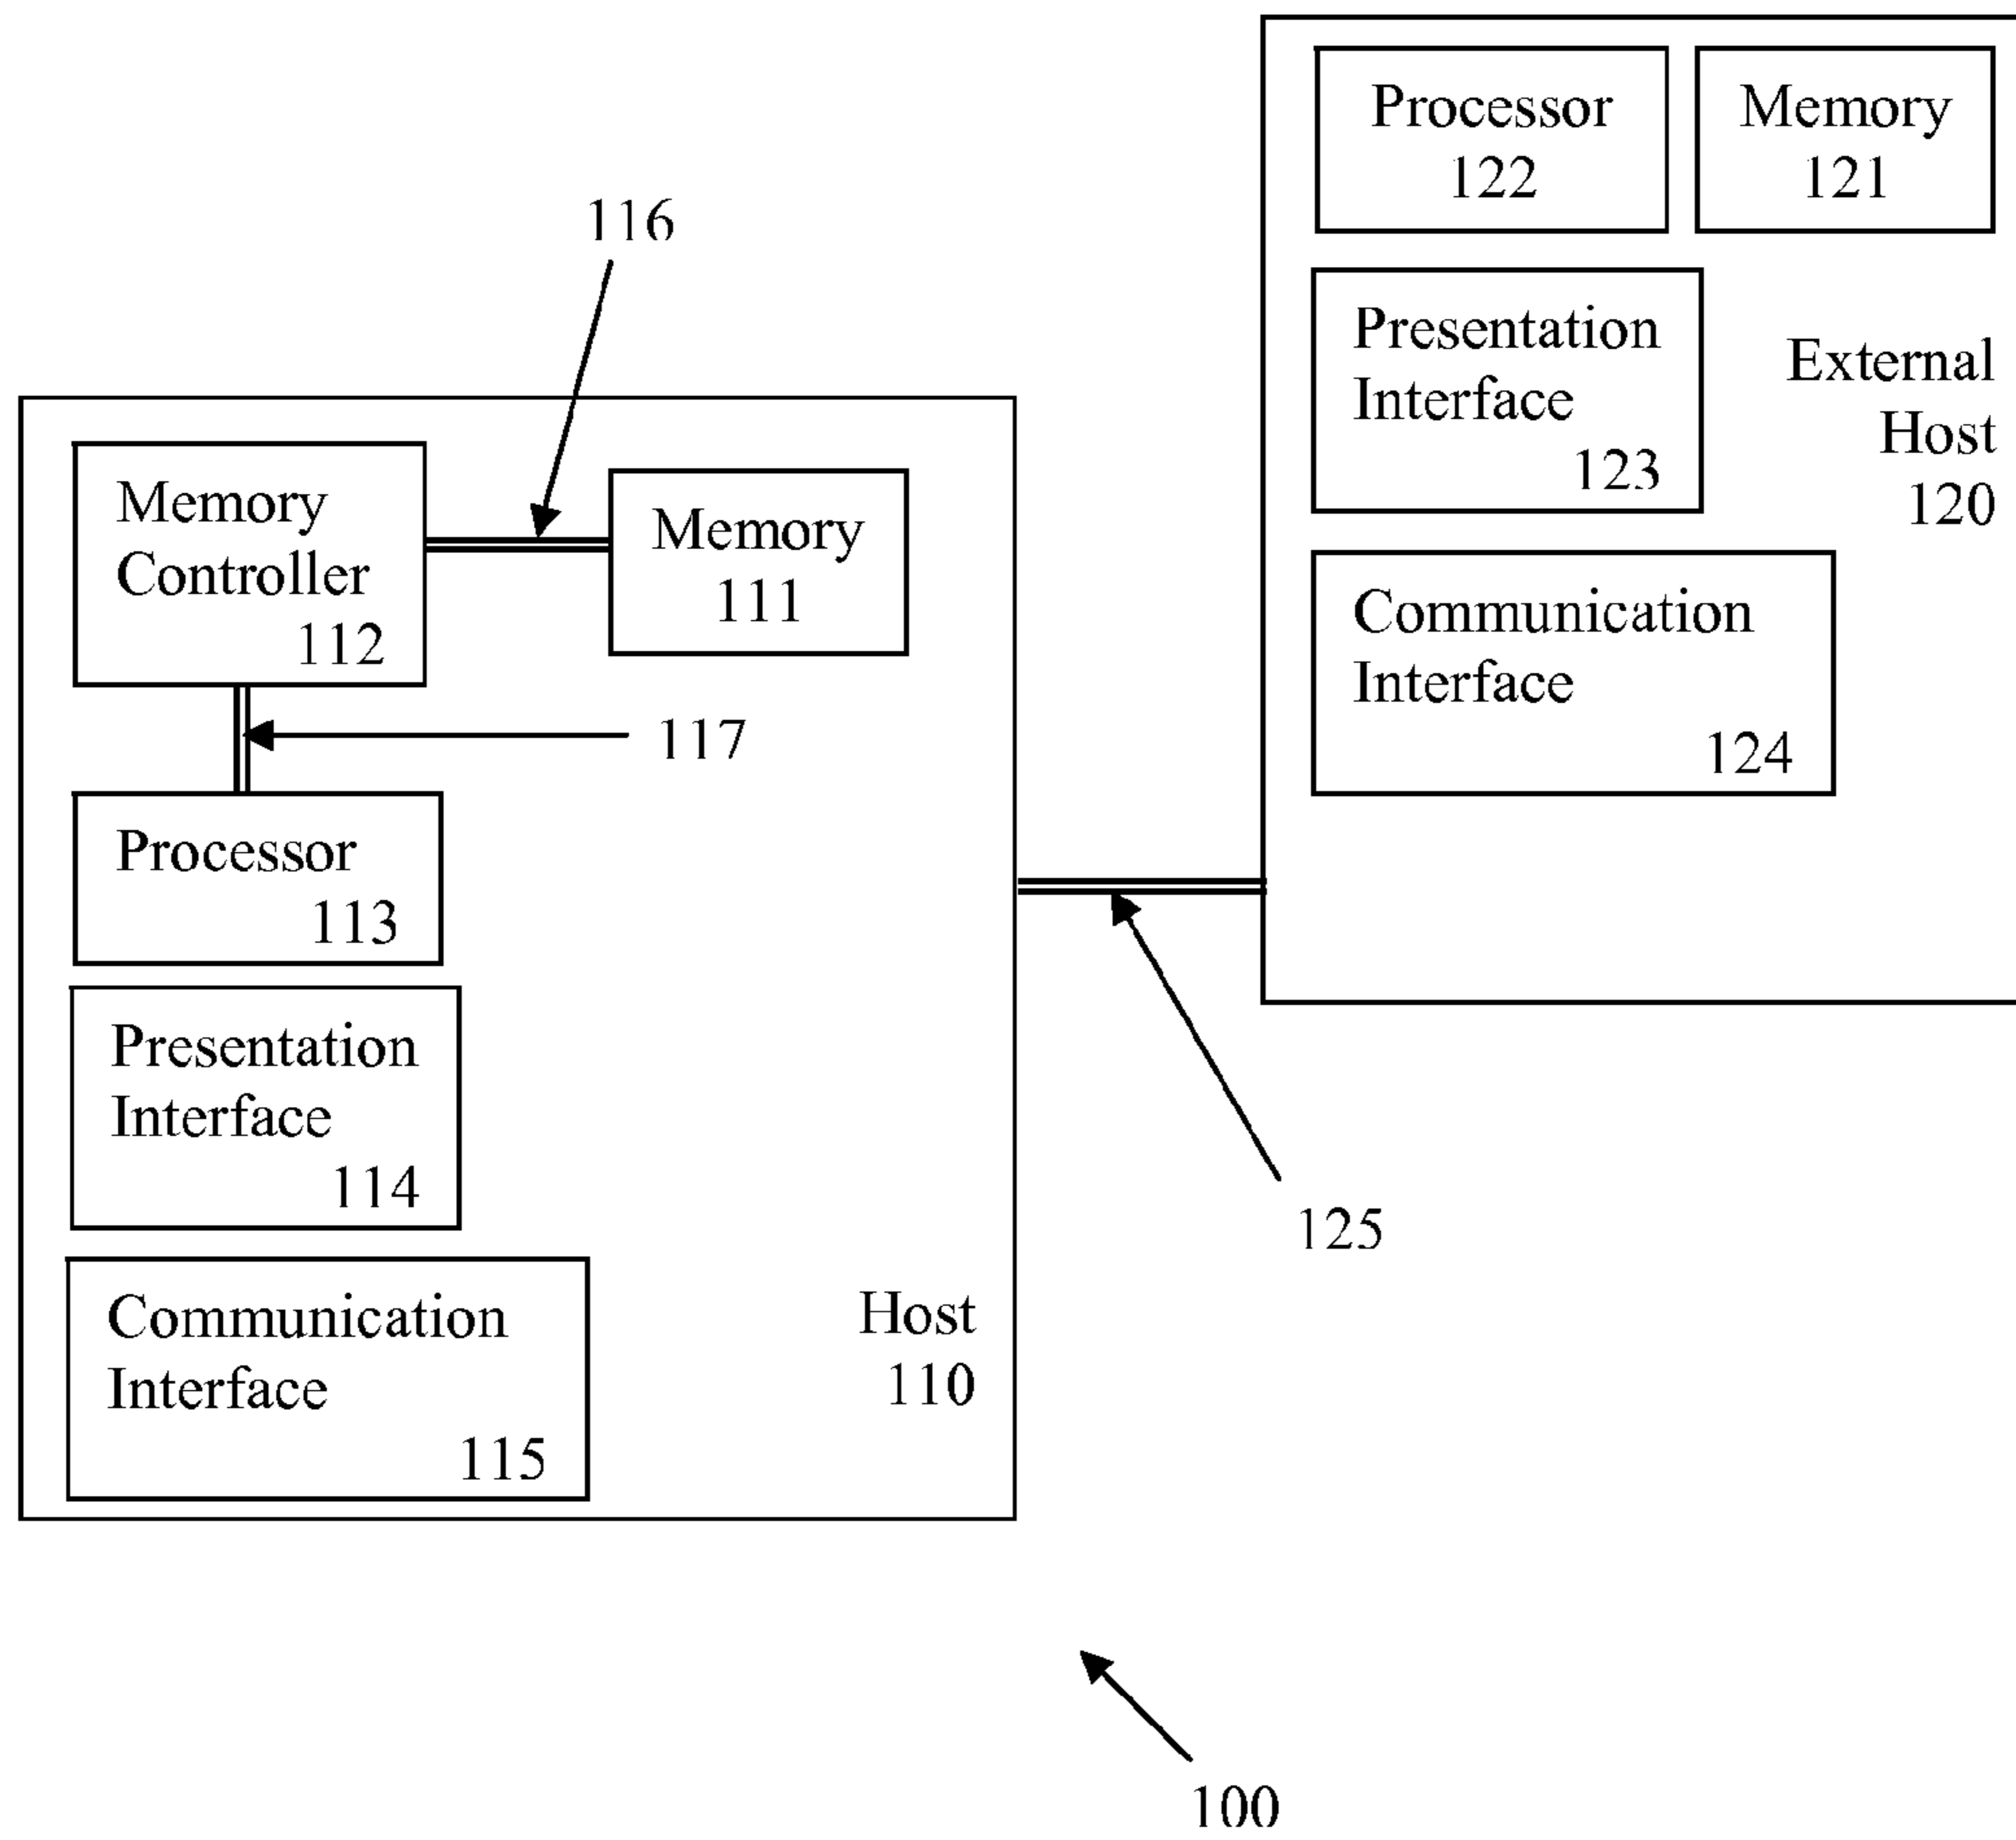 Processor
122
Memory
121
Presentation
Interface
123
External
Host
120
Communication
Interface
124
116
Memory
Controller
112
Memory
111
117
Processor
113
Presentation
Interface
114
Communication
Interface
115
Host
110
125
100